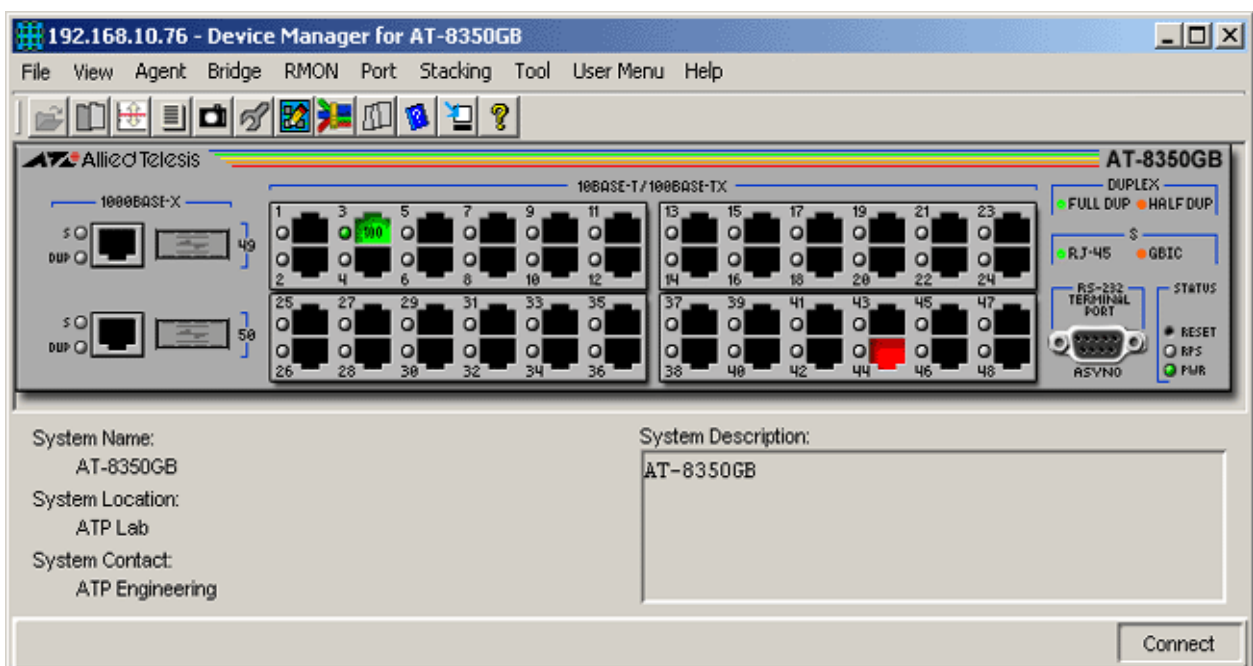 192.168.10.76 - Device Manager for AT-8350GB
File View Agent Bridge RMON Port Stacking Tool User Menu Help
Allied Telesis
AT-8350GB
1000BASE-X
10BASE-T/100BASE-TX
DUPLEX
FULL DUP HALF DUP
1 3 5 7 9 11 13 15 17 19 21 23
100
S
DUP
49
S
RJ-45 GBIC
2 4 6 8 10 12 14 16 18 20 22 24
RS-232 TERMINAL PORT
STATUS
25 27 29 31 33 35 37 39 41 43 45 47
S
DUP
50
RESET
RPS
PWR
26 28 30 32 34 36 38 40 42 44 46 48
ASYN0
System Name:
AT-8350GB
System Location:
ATP Lab
System Contact:
ATP Engineering
System Description:
AT-8350GB
Connect